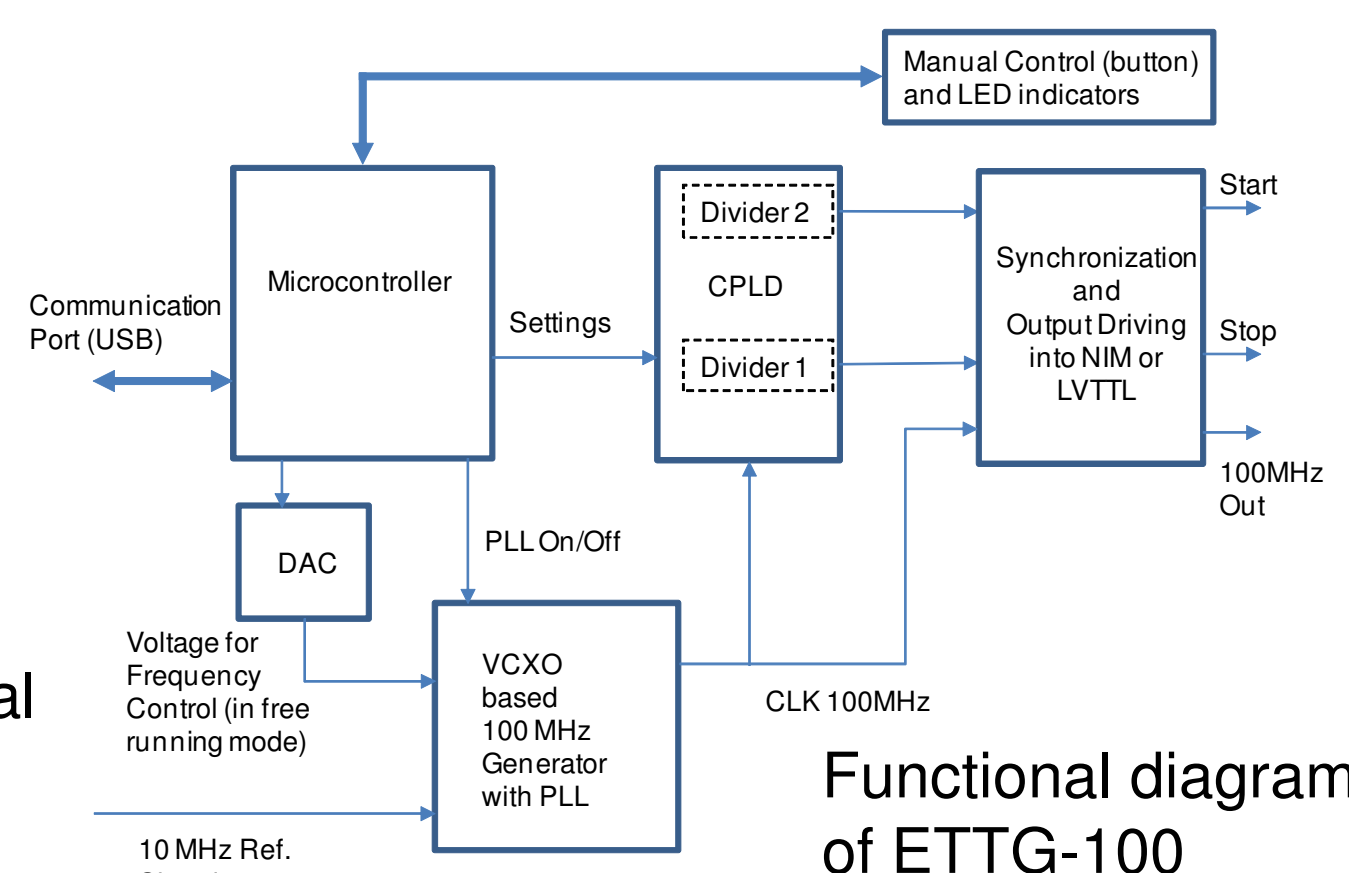 Manual Control (button)
and LED indicators
Microcontroller
Communication
Port (USB)
Settings
Divider 2
CPLD
Divider 1
Synchronization
and
Output Driving
into NIM or
LVTTL
Start
Stop
100MHz
Out
DAC
PLL On/Off
Voltage for
Frequency
Control (in free
running mode)
VCXO
based
100 MHz
Generator
with PLL
CLK 100MHz
al
10 MHz Ref.
Functional diagram
of ETTG-100